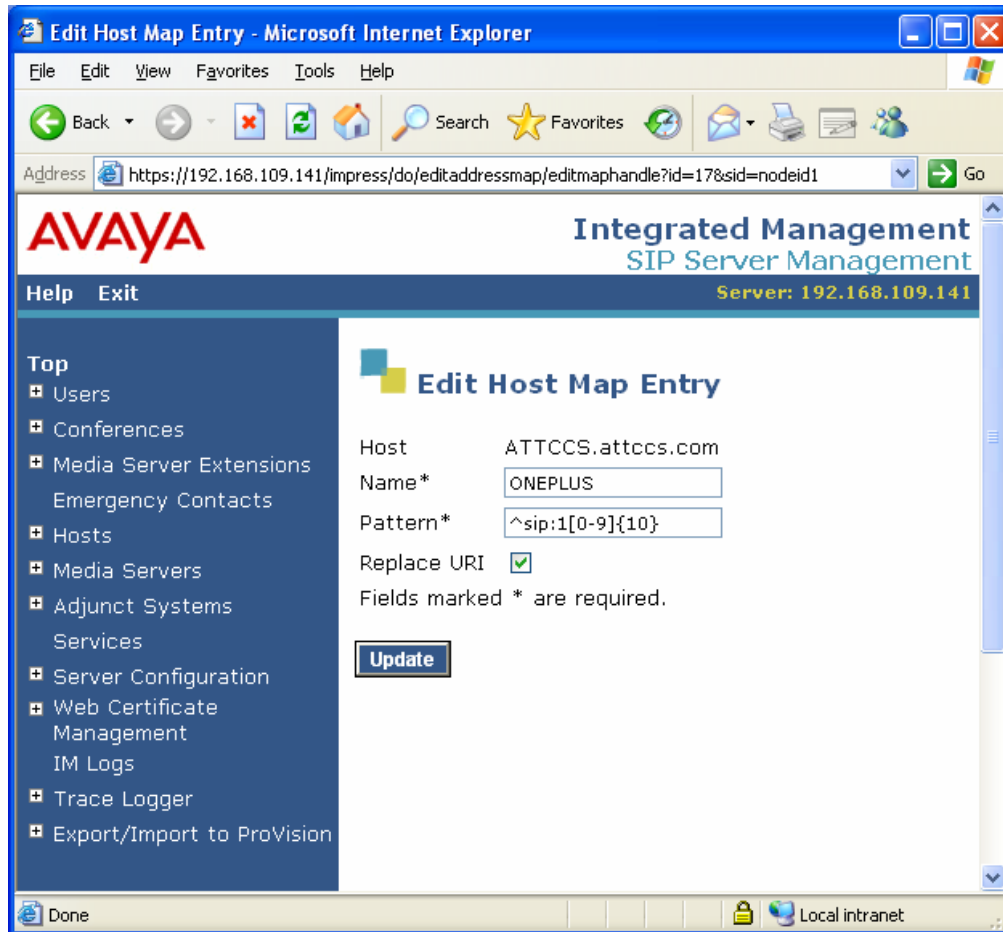 Edit Host Map Entry - Microsoft Internet Explorer
File Edit View Favorites Tools Help
Back Search Favorites
Address https://192.168.109.141/impress/do/editaddressmap/editmaphandle?id=17&sid=nodeid1 Go
AVAYA
Integrated Management
SIP Server Management
Help Exit Server: 192.168.109.141
Top
Users
Conferences
Media Server Extensions
Emergency Contacts
Hosts
Media Servers
Adjunct Systems
Services
Server Configuration
Web Certificate
Management
IM Logs
Trace Logger
Export/Import to ProVision
Edit Host Map Entry
Host ATTCCS.attccs.com
Name* ONEPLUS
Pattern* ^sip:1[0-9]{10}
Replace URI
Fields marked * are required.
Update
Done Local intranet